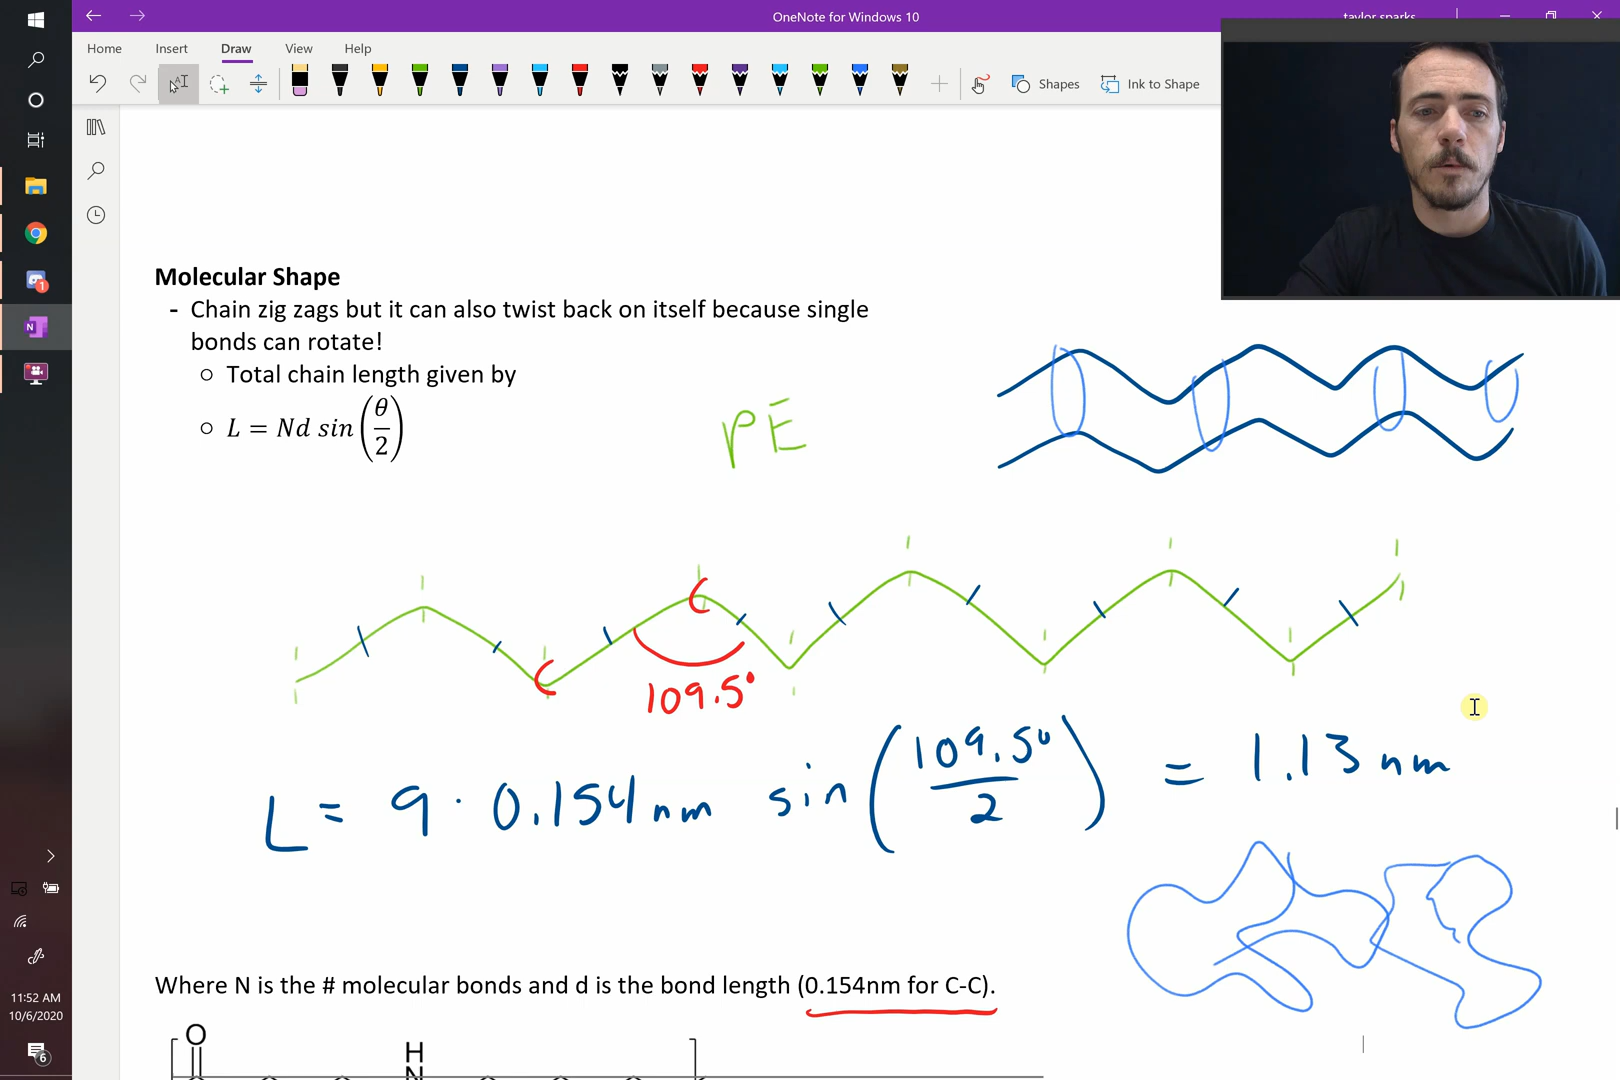 OneNote for Windows 10
taylor sparks
Home Insert Draw View Help
Shapes
Ink to Shape
Molecular Shape
- Chain zig zags but it can also twist back on itself because single
bonds can rotate!
○ Total chain length given by
○ L = Nd sin(θ/2)
PE
109.5°
L = 9 · 0.154 nm sin(109.5°/2) = 1.13 nm
Where N is the # molecular bonds and d is the bond length (0.154nm for C-C).
O
H
N
11:52 AM
10/6/2020
6
1